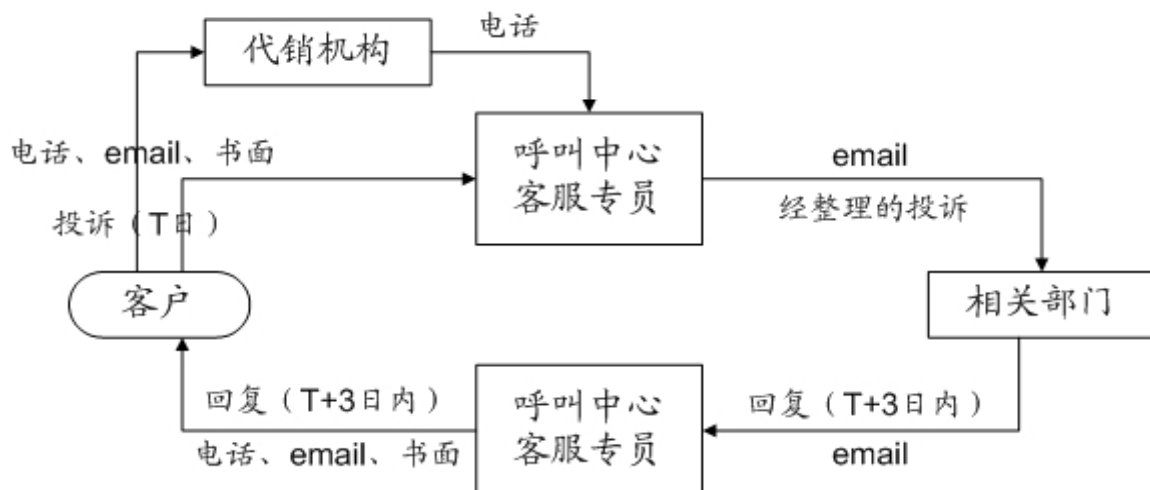 电话
代销机构
呼叫中心
客服专员
电话、email、书面
email
投诉（T日）
经整理的投诉
客户
相关部门
回复（T+3日内）
呼叫中心
客服专员
回复（T+3日内）
电话、email、书面
email